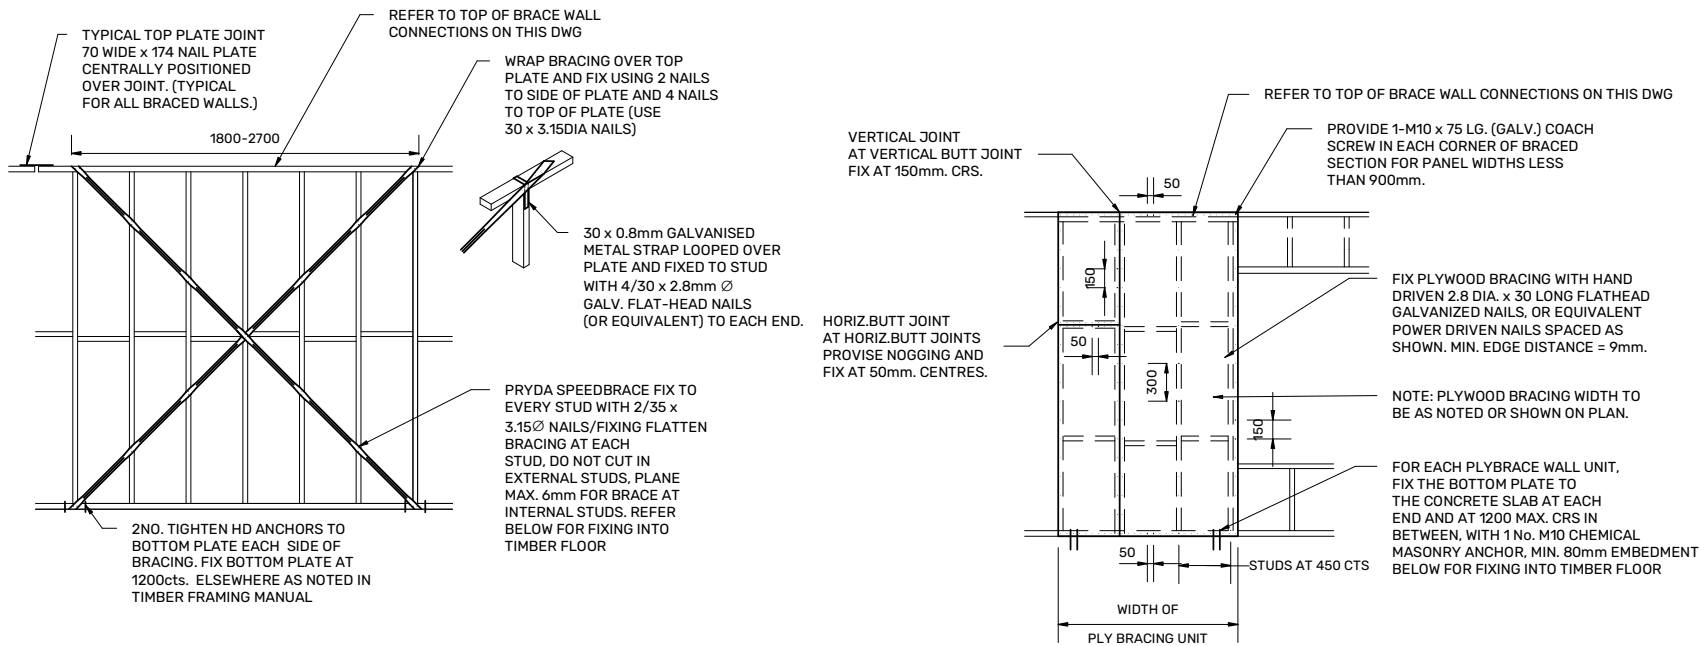 TYPICAL TOP PLATE JOINT
70 WIDE x 174 NAIL PLATE
CENTRALLY POSITIONED
OVER JOINT. (TYPICAL
FOR ALL BRACED WALLS.)
REFER TO TOP OF BRACE WALL
CONNECTIONS ON THIS DWG
WRAP BRACING OVER TOP
PLATE AND FIX USING 2 NAILS
TO SIDE OF PLATE AND 4 NAILS
TO TOP OF PLATE (USE
30 x 3.15DIA NAILS)
1800-2700
30 x 0.8mm GALVANISED
METAL STRAP LOOPED OVER
PLATE AND FIXED TO STUD
WITH 4/30 x 2.8mm ∅
GALV. FLAT-HEAD NAILS
(OR EQUIVALENT) TO EACH END.
PRYDA SPEEDBRACE FIX TO
EVERY STUD WITH 2/35 x
3.15∅ NAILS/FIXING FLATTEN
BRACING AT EACH
STUD, DO NOT CUT IN
EXTERNAL STUDS, PLANE
MAX. 6mm FOR BRACE AT
INTERNAL STUDS. REFER
BELOW FOR FIXING INTO
TIMBER FLOOR
2NO. TIGHTEN HD ANCHORS TO
BOTTOM PLATE EACH SIDE OF
BRACING. FIX BOTTOM PLATE AT
1200cts. ELSEWHERE AS NOTED IN
TIMBER FRAMING MANUAL
VERTICAL JOINT
AT VERTICAL BUTT JOINT
FIX AT 150mm. CRS.
HORIZ.BUTT JOINT
AT HORIZ.BUTT JOINTS
PROVISE NOGGING AND
FIX AT 50mm. CENTRES.
50
150
50
300
150
50
REFER TO TOP OF BRACE WALL CONNECTIONS ON THIS DWG
PROVIDE 1-M10 x 75 LG. (GALV.) COACH
SCREW IN EACH CORNER OF BRACED
SECTION FOR PANEL WIDTHS LESS
THAN 900mm.
FIX PLYWOOD BRACING WITH HAND
DRIVEN 2.8 DIA. x 30 LONG FLATHEAD
GALVANIZED NAILS, OR EQUIVALENT
POWER DRIVEN NAILS SPACED AS
SHOWN. MIN. EDGE DISTANCE = 9mm.
NOTE: PLYWOOD BRACING WIDTH TO
BE AS NOTED OR SHOWN ON PLAN.
FOR EACH PLYBRACE WALL UNIT,
FIX THE BOTTOM PLATE TO
THE CONCRETE SLAB AT EACH
END AND AT 1200 MAX. CRS IN
BETWEEN, WITH 1 No. M10 CHEMICAL
MASONRY ANCHOR, MIN. 80mm EMBEDMENT
BELOW FOR FIXING INTO TIMBER FLOOR
STUDS AT 450 CTS
WIDTH OF
PLY BRACING UNIT